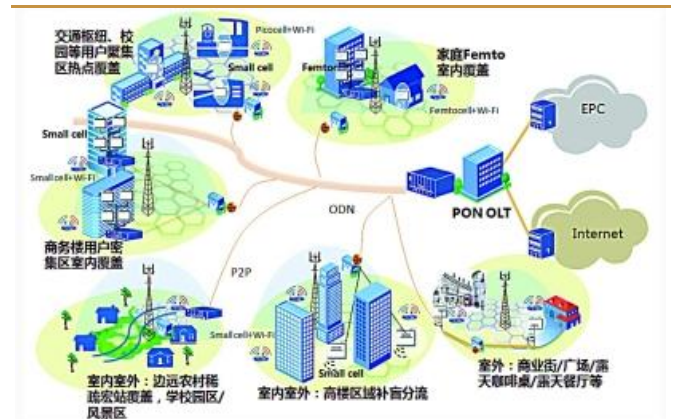 交通枢纽、校
园等用户聚集
区热点覆盖
Picocell+Wi-Fi
Small cell
Femto
家庭Femto
室内覆盖
Femtocell+Wi-Fi
EPC
Small cell
Smallcell+Wi-Fi
商务楼用户密
集区室内覆盖
ODN
PON OLT
Internet
P2P
Smallcell+Wi-Fi
Small cell
室内室外：边远农村稀
疏宏站覆盖，学校园区/
风景区
室内室外：高楼区域补盲分流
室外：商业街/广场/露
天咖啡桌/露天餐厅等